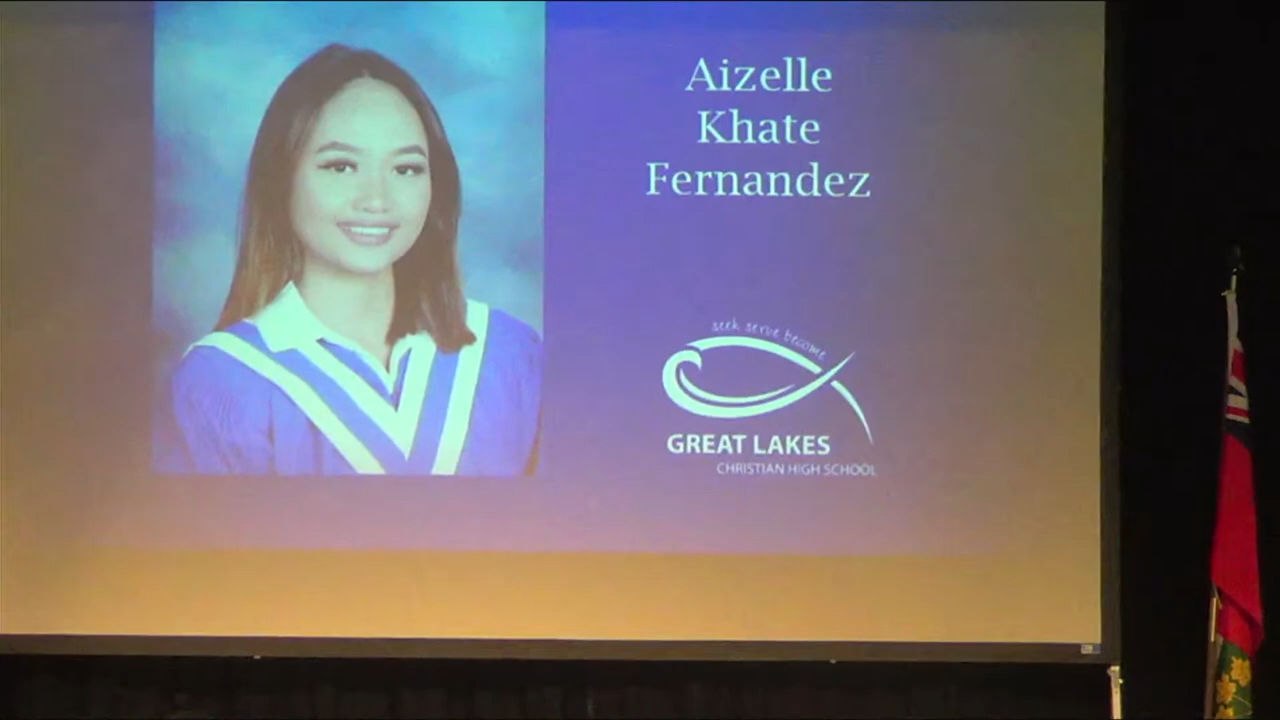 Aizelle
Khate
Fernandez
seek serve become
GREAT LAKES
CHRISTIAN HIGH SCHOOL